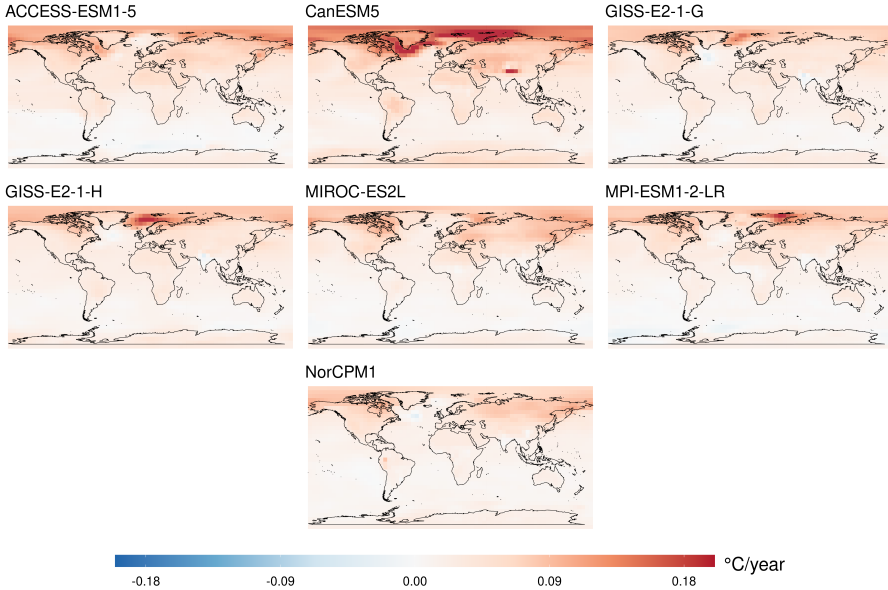 ACCESS-ESM1-5
CanESM5
GISS-E2-1-G
GISS-E2-1-H
MIROC-ES2L
MPI-ESM1-2-LR
NorCPM1
-0.18 -0.09 0.00 0.09 0.18 °C/year